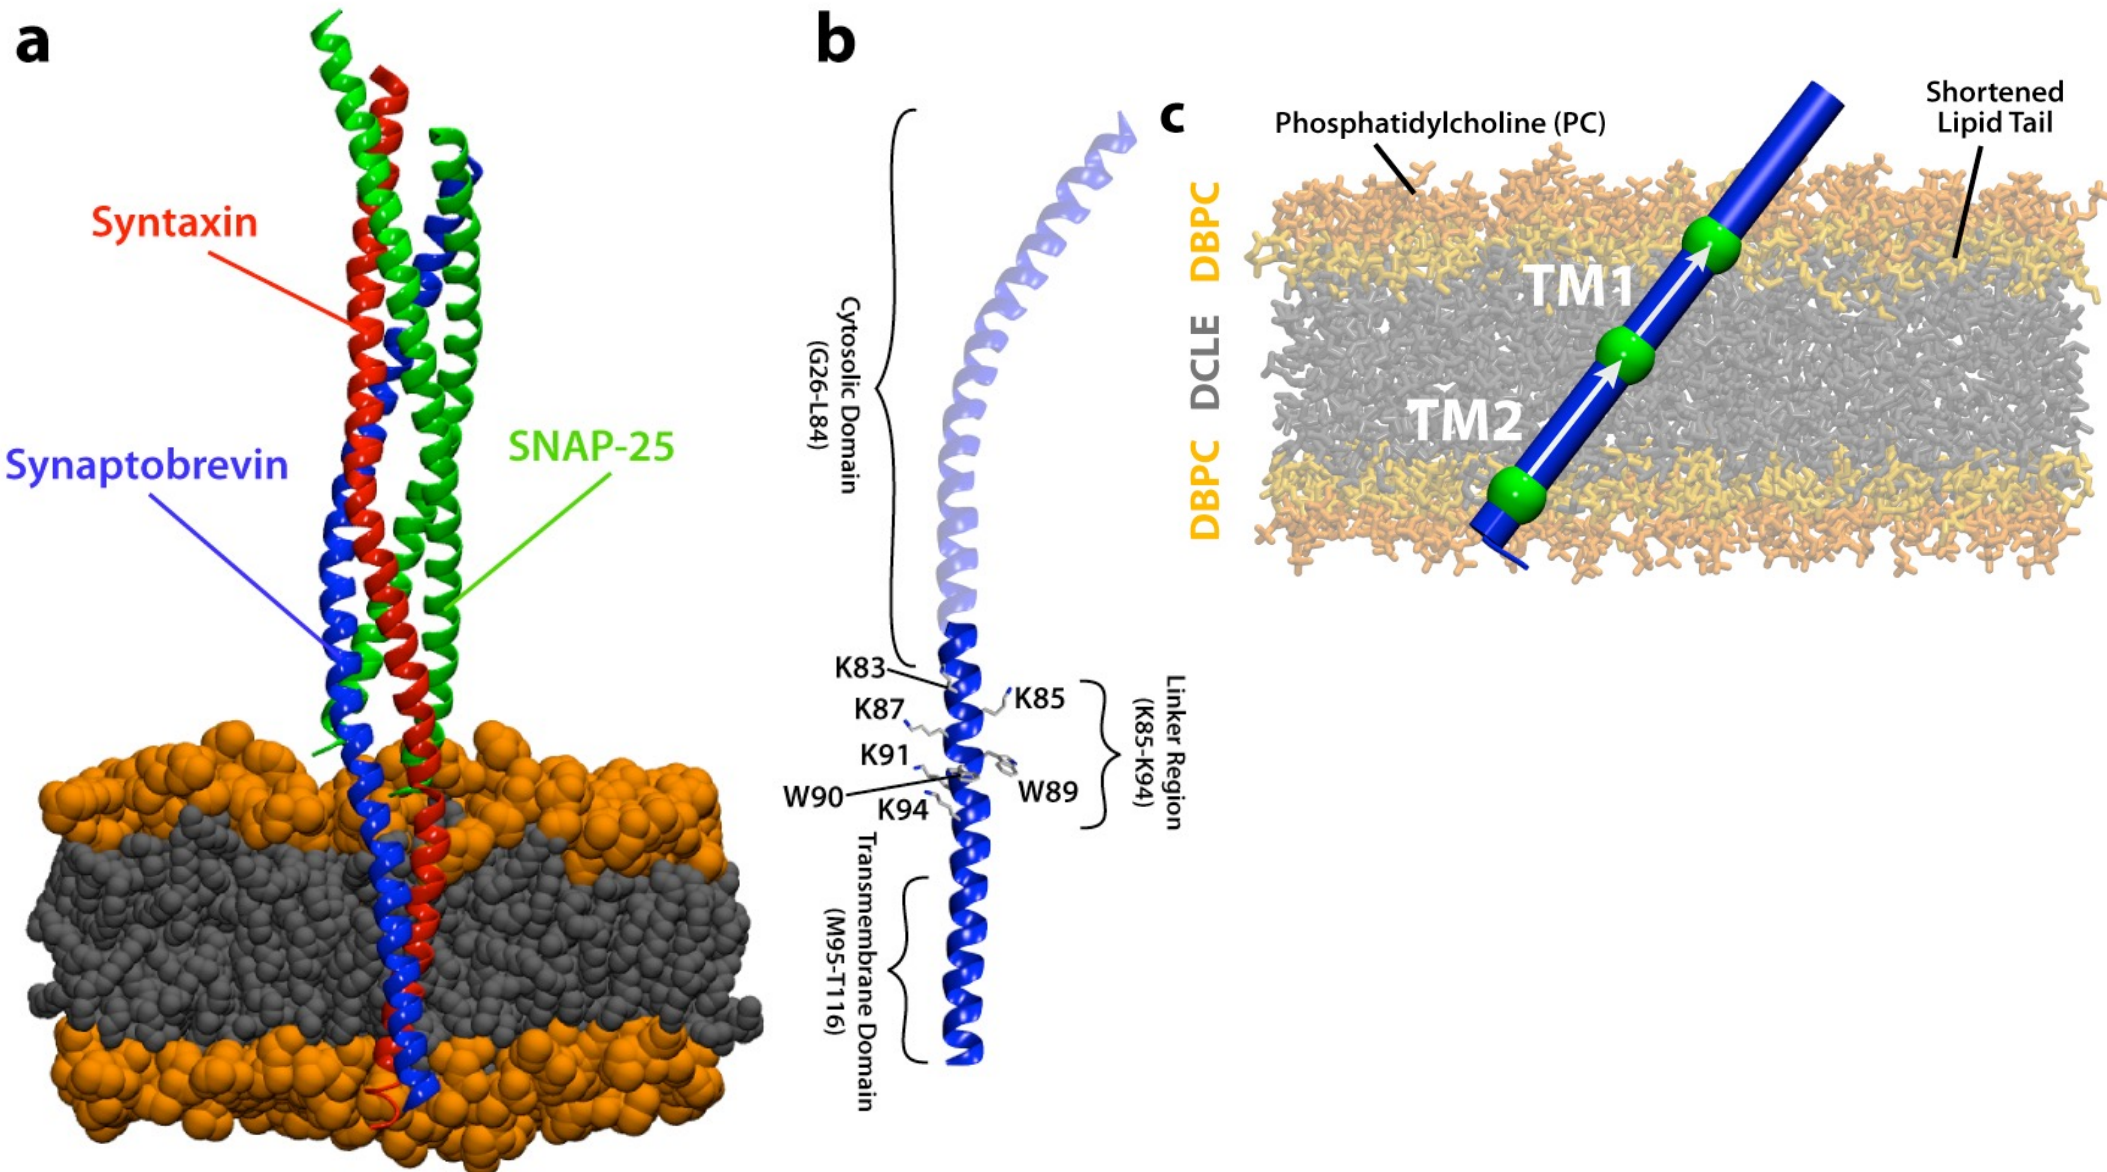 a
Syntaxin
Synaptobrevin
SNAP-25
b
Cytosolic Domain
(G26-L84)
K83
K85
K87
K91
W90
W89
K94
Linker Region
(K85-K94)
Transmembrane Domain
(M95-T116)
c
Phosphatidylcholine (PC)
Shortened
Lipid Tail
DBPC
DCLE
DBPC
TM1
TM2